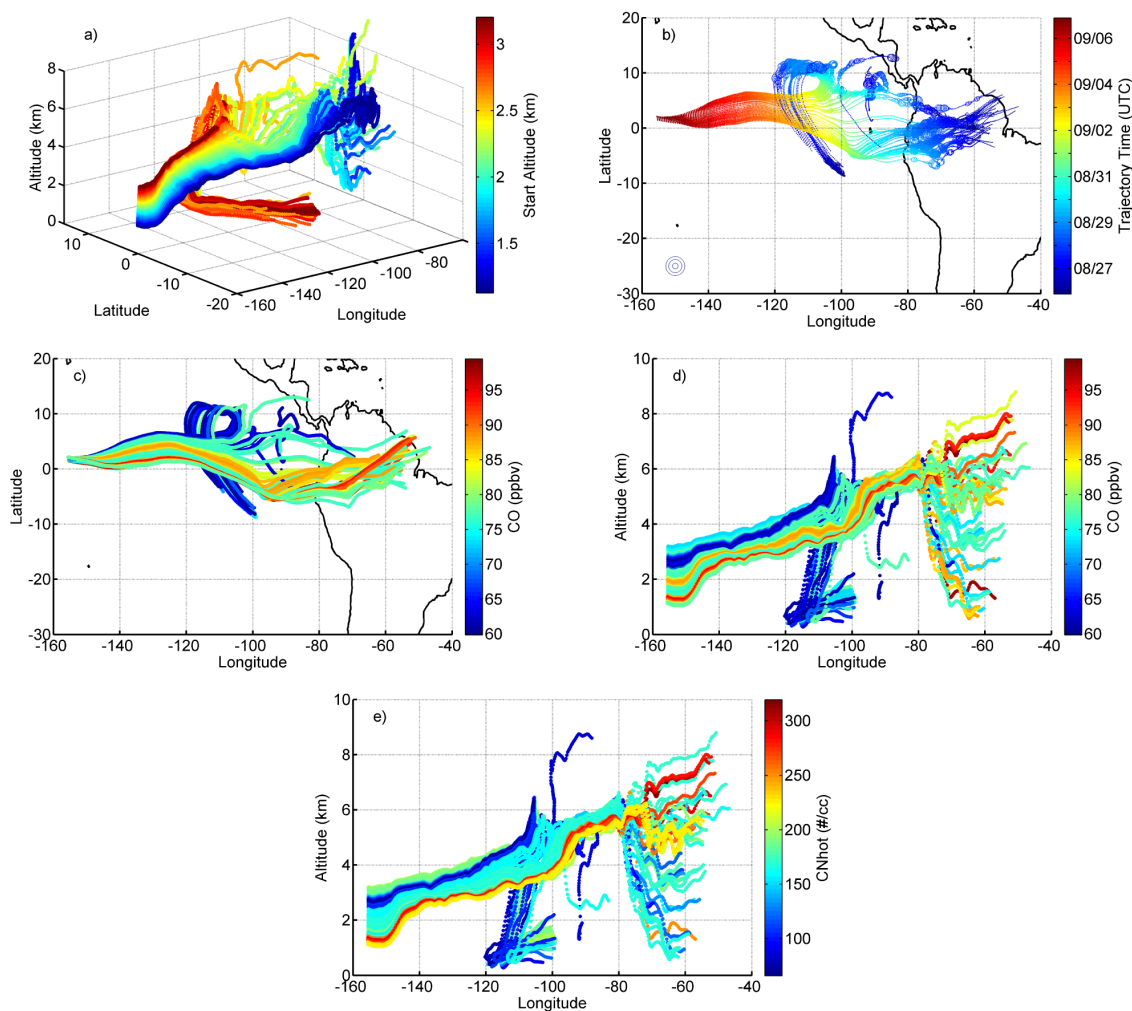 a)
8
6
4
2
0
Altitude (km)
10
0
-10
-20
Latitude
-160
-140
-120
-100
-80
Longitude
3
2.5
2
1.5
Start Altitude (km)
b)
20
10
0
-10
-20
-30
Latitude
-160 -140 -120 -100 -80 -60 -40
Longitude
09/06
09/04
09/02
08/31
08/29
08/27
Trajectory Time (UTC)
c)
20
10
0
-10
-20
-30
Latitude
-160 -140 -120 -100 -80 -60 -40
Longitude
95
90
85
80
75
70
65
60
CO (ppbv)
d)
10
8
6
4
2
0
Altitude (km)
-160 -140 -120 -100 -80 -60 -40
Longitude
95
90
85
80
75
70
65
60
CO (ppbv)
e)
10
8
6
4
2
0
Altitude (km)
-160 -140 -120 -100 -80 -60 -40
Longitude
300
250
200
150
100
CNhot (#/cc)